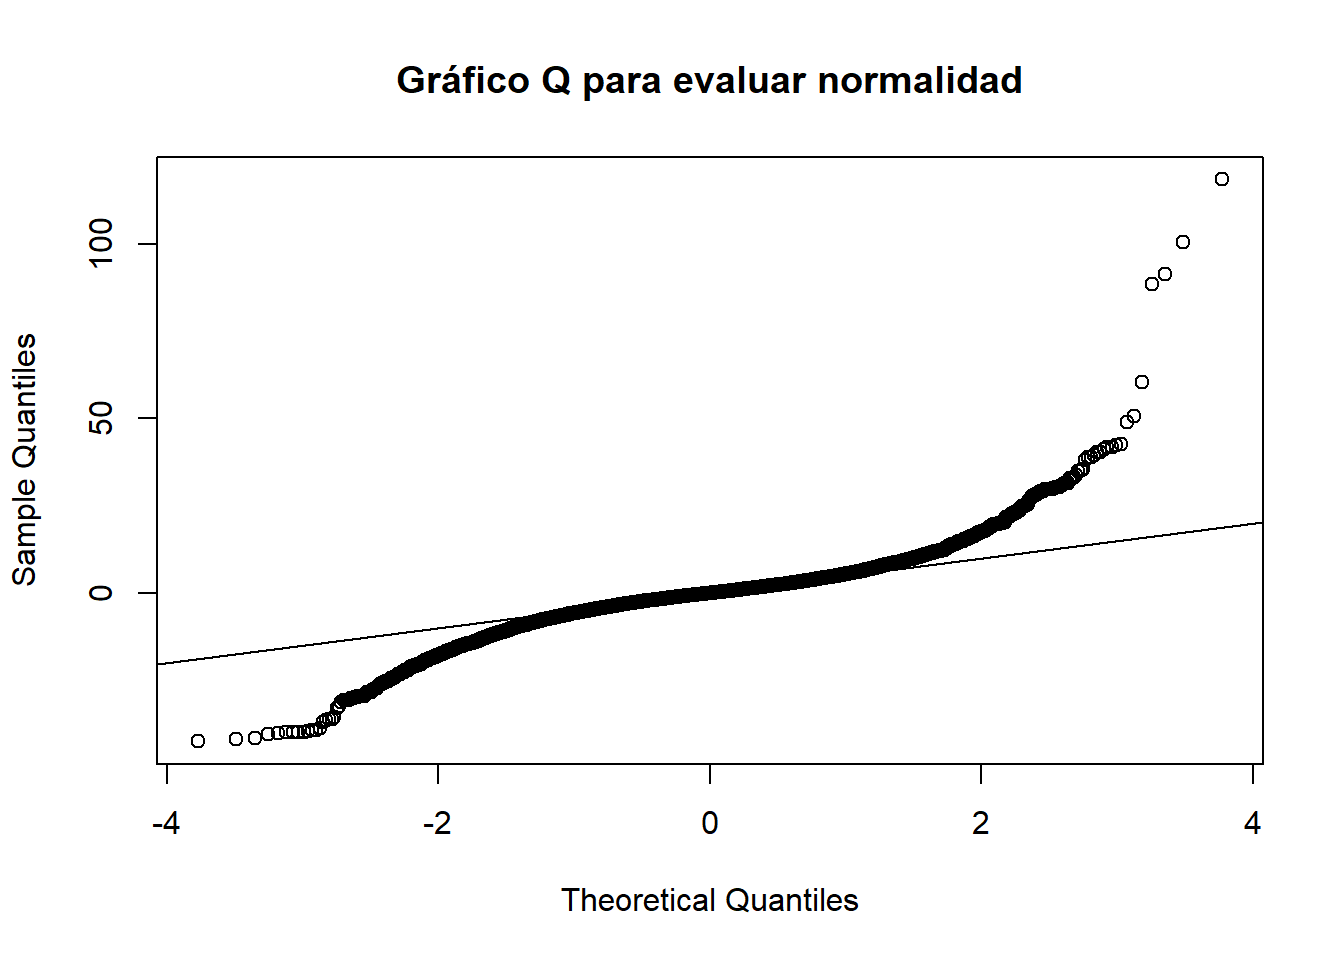 Gráfico Q para evaluar normalidad
100
50
0
Sample Quantiles
-4
-2
0
2
4
Theoretical Quantiles